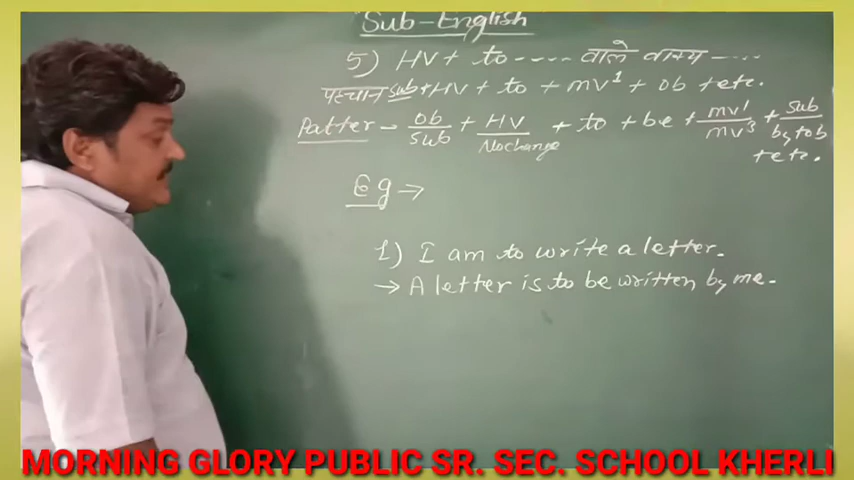 Sub-English
5) HV + to ---- वाले वाक्य ----
पहचान sub + HV + to + mv¹ + ob + etc.
Patter - ob/sub + HV/Nochange + to + be + mv¹/mv³ + sub/by + ob
+ etc.
Eg →
1) I am to write a letter.
→ A letter is to be written by me.
MORNING GLORY PUBLIC SR. SEC. SCHOOL KHERLI